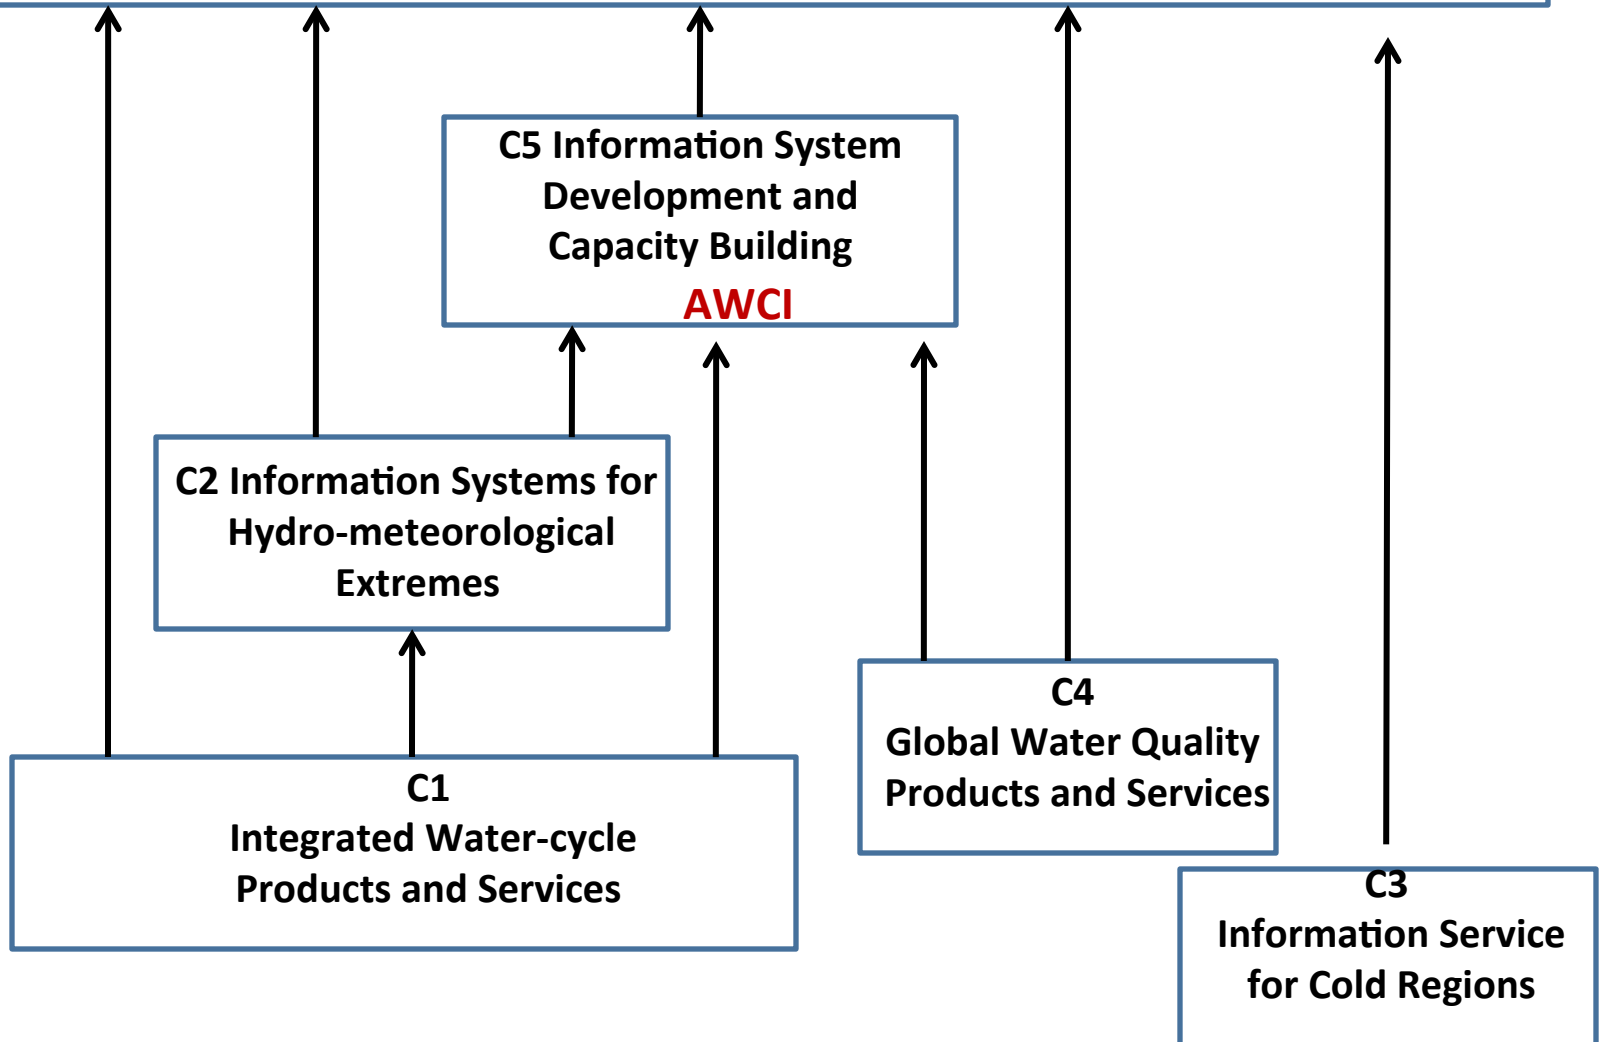 C5 Information System
Development and
Capacity Building
AWCI
C2 Information Systems for
Hydro-meteorological
Extremes
C4
Global Water Quality
Products and Services
C1
Integrated Water-cycle
Products and Services
C3
Information Service
for Cold Regions